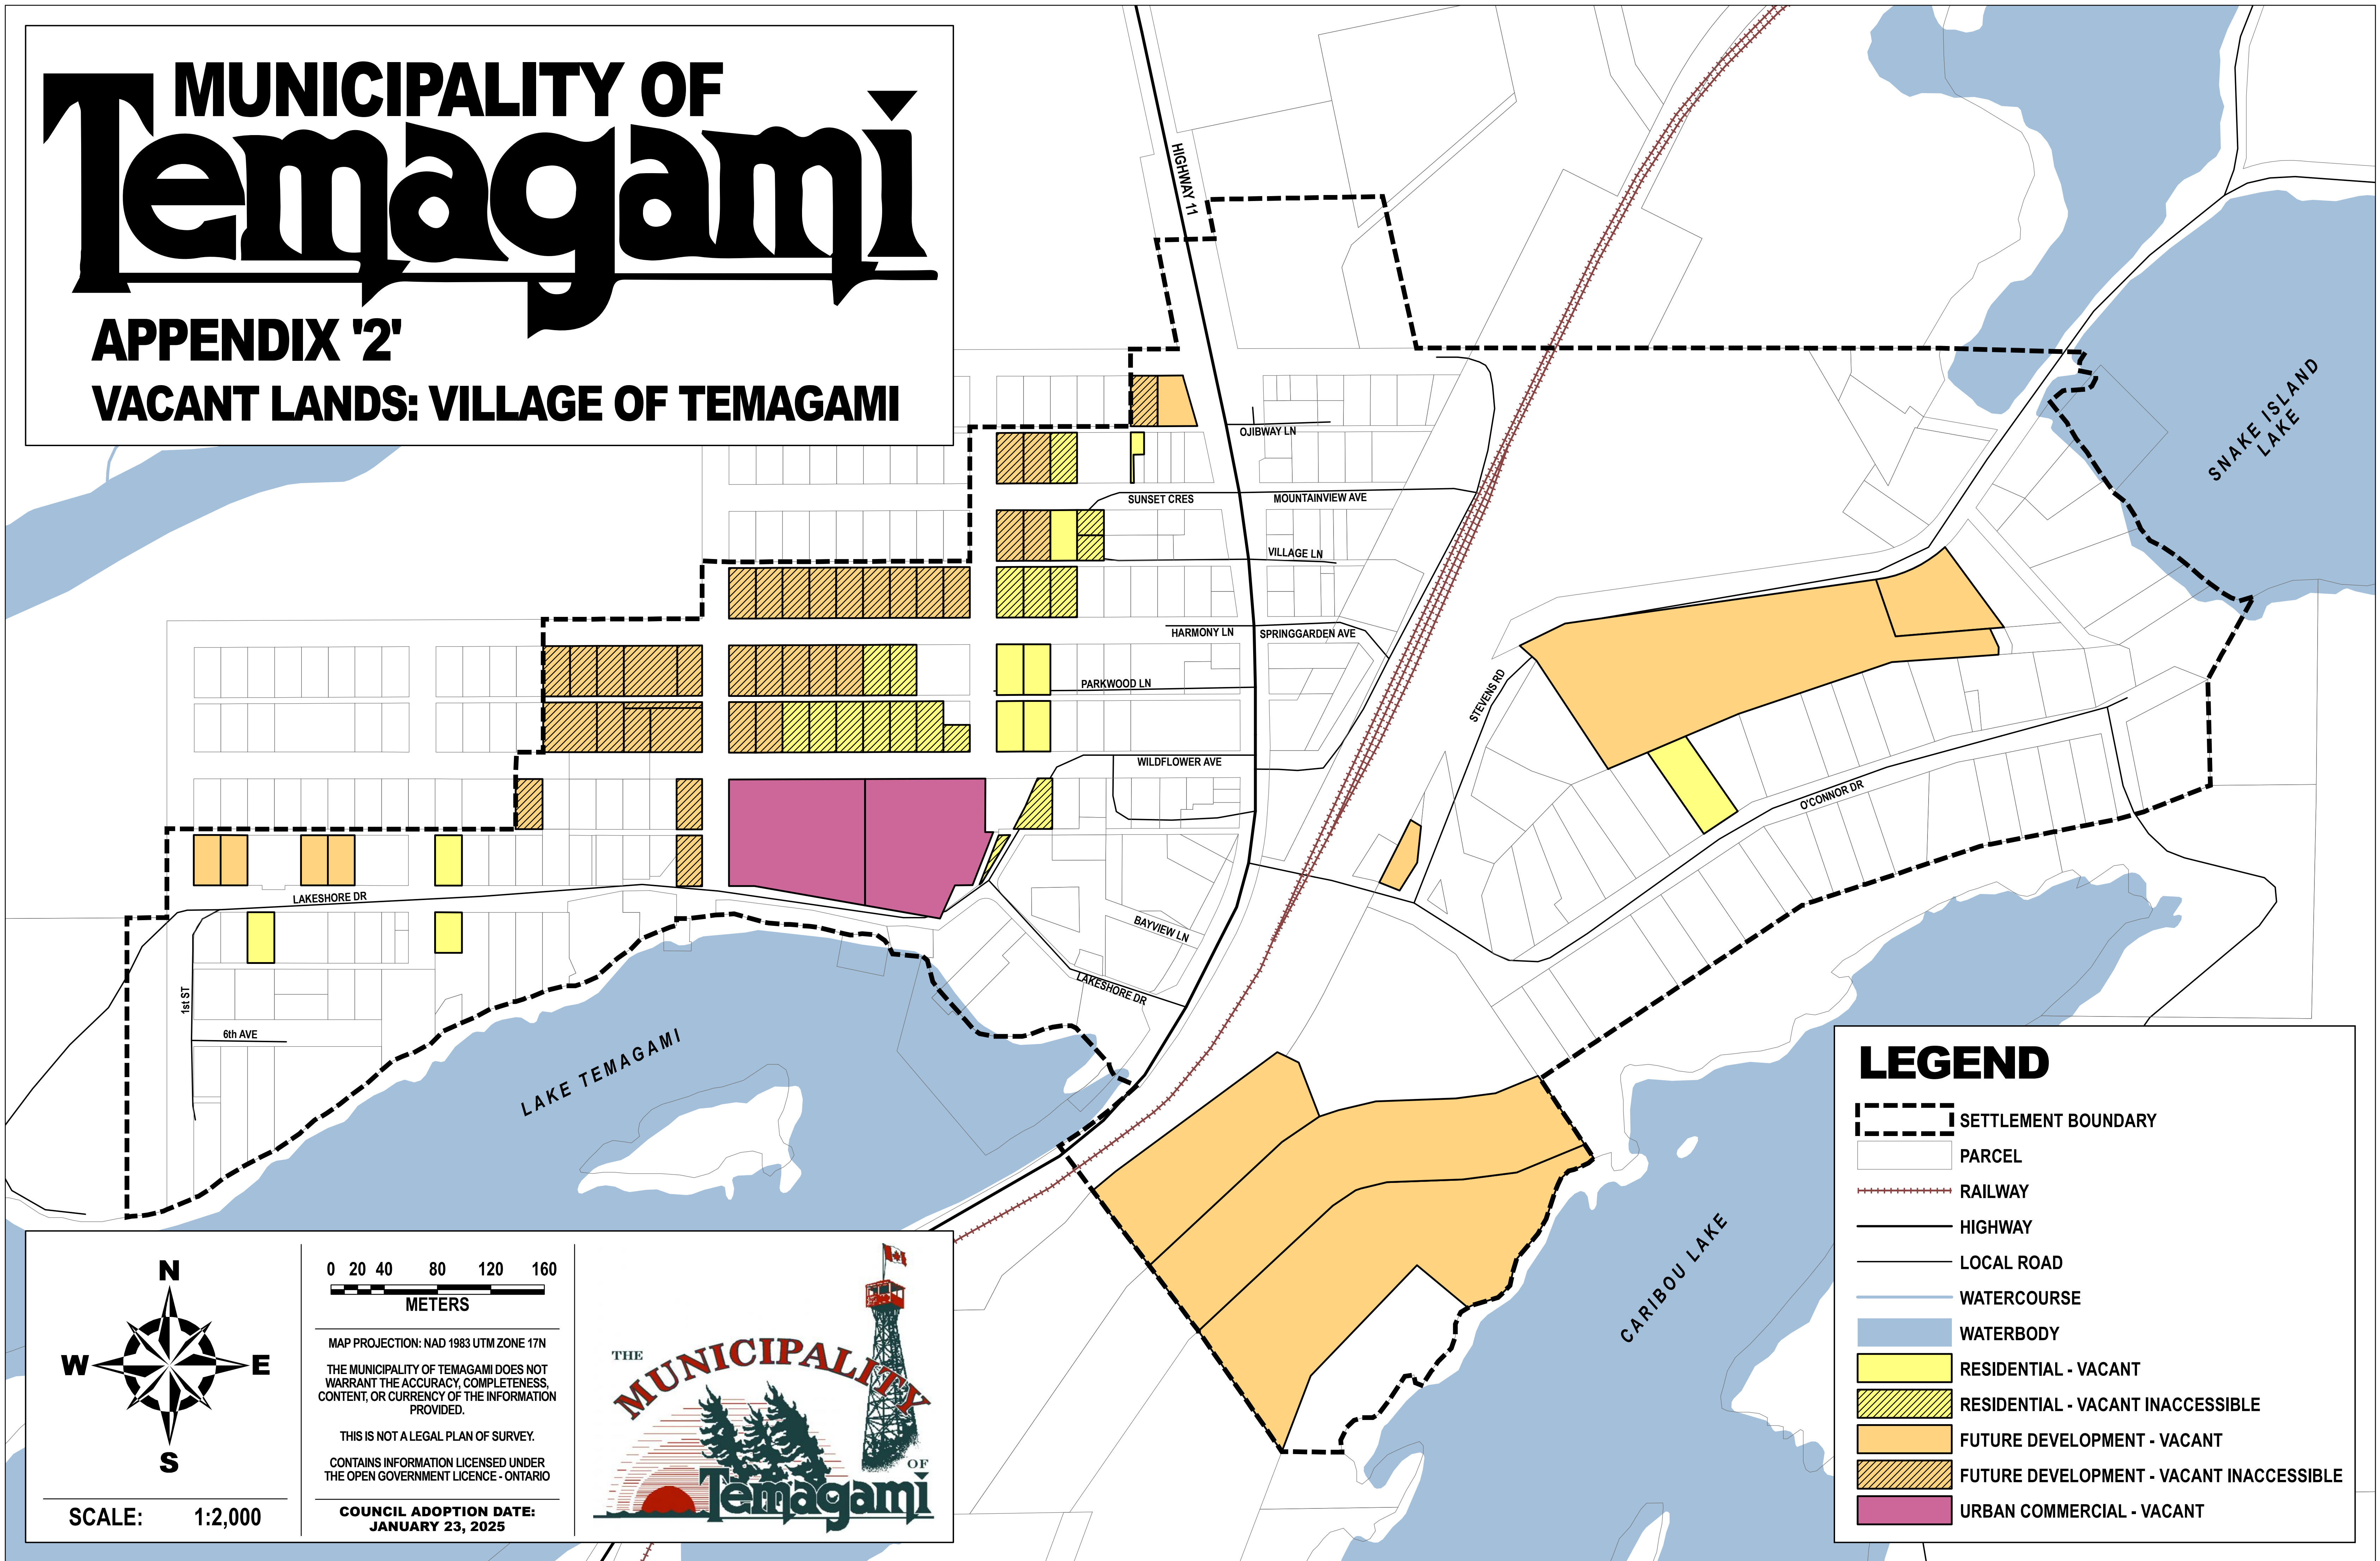 MUNICIPALITY OF
Temagami
APPENDIX '2'
VACANT LANDS: VILLAGE OF TEMAGAMI
HIGHWAY 11
OJIBWAY LN
SUNSET CRES
MOUNTAINVIEW AVE
VILLAGE LN
HARMONY LN
SPRINGGARDEN AVE
PARKWOOD LN
WILDFLOWER AVE
STEVENS RD
O'CONNOR DR
SNAKE ISLAND
LAKE
LAKESHORE DR
BAYVIEW LN
LAKESHORE DR
1st ST
6th AVE
LAKE TEMAGAMI
CARIBOU LAKE
N
W
E
S
SCALE: 1:2,000
0 20 40 80 120 160
METERS
MAP PROJECTION: NAD 1983 UTM ZONE 17N
THE MUNICIPALITY OF TEMAGAMI DOES NOT
WARRANT THE ACCURACY, COMPLETENESS,
CONTENT, OR CURRENCY OF THE INFORMATION
PROVIDED.
THIS IS NOT A LEGAL PLAN OF SURVEY.
CONTAINS INFORMATION LICENSED UNDER
THE OPEN GOVERNMENT LICENCE - ONTARIO
COUNCIL ADOPTION DATE:
JANUARY 23, 2025
THE
MUNICIPALITY
OF
Temagami
LEGEND
SETTLEMENT BOUNDARY
PARCEL
RAILWAY
HIGHWAY
LOCAL ROAD
WATERCOURSE
WATERBODY
RESIDENTIAL - VACANT
RESIDENTIAL - VACANT INACCESSIBLE
FUTURE DEVELOPMENT - VACANT
FUTURE DEVELOPMENT - VACANT INACCESSIBLE
URBAN COMMERCIAL - VACANT